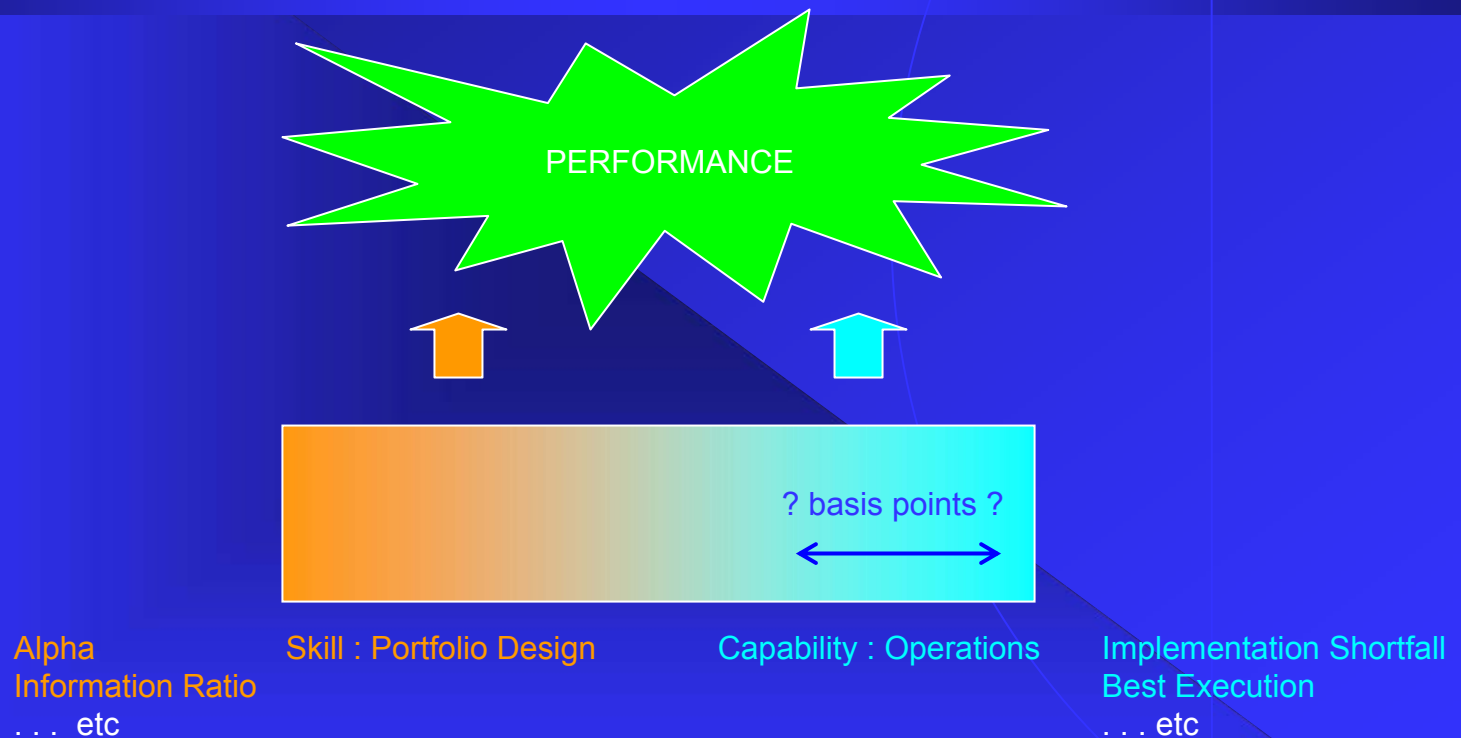 PERFORMANCE
? basis points ?
Alpha
Information Ratio
. . . etc
Skill : Portfolio Design
Capability : Operations
Implementation Shortfall
Best Execution
. . . etc